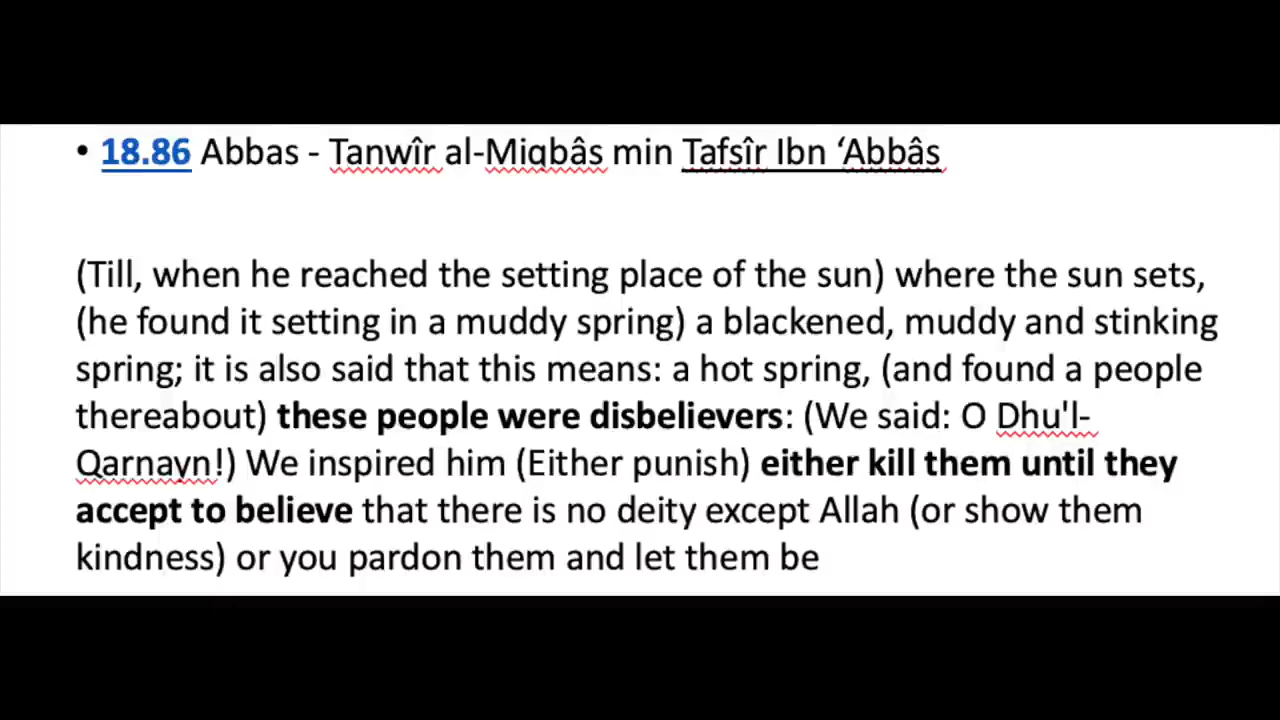 • 18.86 Abbas - Tanwîr al-Miqbâs min Tafsîr Ibn ‘Abbâs
(Till, when he reached the setting place of the sun) where the sun sets,
(he found it setting in a muddy spring) a blackened, muddy and stinking
spring; it is also said that this means: a hot spring, (and found a people
thereabout) these people were disbelievers: (We said: O Dhu'l-
Qarnayn!) We inspired him (Either punish) either kill them until they
accept to believe that there is no deity except Allah (or show them
kindness) or you pardon them and let them be